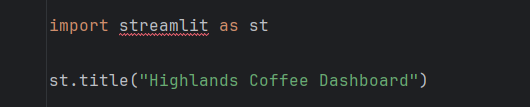 import streamlit as st
st.title("Highlands Coffee Dashboard")